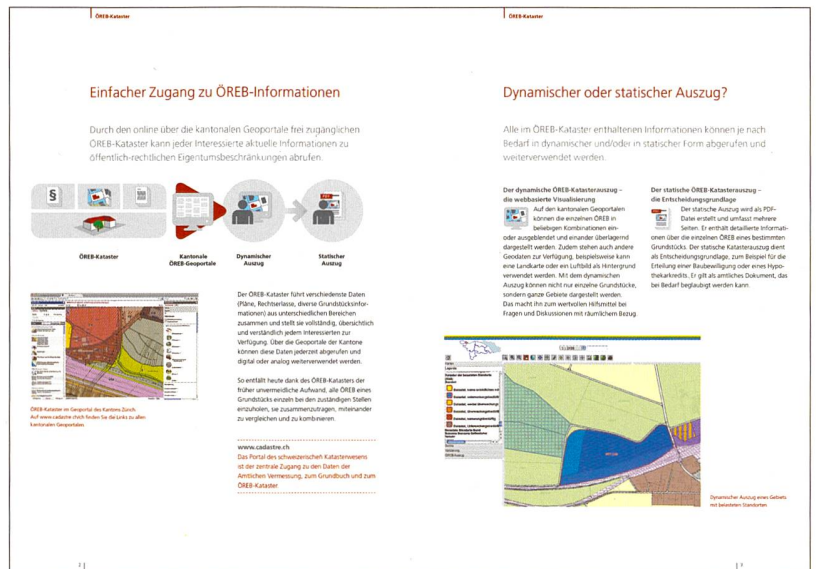 ÖREB-Kataster
Einfacher Zugang zu ÖREB-Informationen
Durch den online über die kantonalen Geoportale frei zugänglichen
ÖREB-Kataster kann jeder Interessierte aktuelle Informationen zu
öffentlich-rechtlichen Eigentumsbeschränkungen abrufen.
§
ÖREB-Kataster
Kantonale
ÖREB-Geoportale
Dynamischer
Auszug
Statischer
Auszug
ÖREB-Kataster im Geoportal des Kantons Zürich.
Auf www.cadastre.ch/ch finden Sie die Links zu allen
kantonalen Geoportalen.
Der ÖREB-Kataster führt verschiedenste Daten
(Pläne, Rechtserlasse, diverse Grundstücksinfor-
mationen) aus unterschiedlichen Bereichen
zusammen und stellt sie vollständig, übersichtlich
und verständlich jedem Interessierten zur
Verfügung. Über die Geoportale der Kantone
können diese Daten jederzeit abgerufen und
digital oder analog weiterverwendet werden.
So entfällt heute dank des ÖREB-Katasters der
früher unvermeidliche Aufwand, alle ÖREB eines
Grundstücks einzeln bei den zuständigen Stellen
einzuholen, sie zusammenzutragen, miteinander
zu vergleichen und zu kombinieren.
www.cadastre.ch
Das Portal des schweizerischen Katasterwesens
ist der zentrale Zugang zu den Daten der
Amtlichen Vermessung, zum Grundbuch und zum
ÖREB-Kataster
2
ÖREB-Kataster
Dynamischer oder statischer Auszug?
Alle im ÖREB-Kataster enthaltenen Informationen können je nach
Bedarf in dynamischer und/oder in statischer Form abgerufen und
weiterverwendet werden.
Der dynamische ÖREB-Katasterauszug –
die webbasierte Visualisierung
Auf den kantonalen Geoportalen
können die einzelnen ÖREB in
beliebigen Kombinationen ein-
oder ausgeblendet und einander überlagernd
dargestellt werden. Zudem stehen auch andere
Geodaten zur Verfügung, beispielsweise kann
eine Landkarte oder ein Luftbild als Hintergrund
verwendet werden. Mit dem dynamischen
Auszug können nicht nur einzelne Grundstücke,
sondern ganze Gebiete dargestellt werden.
Das macht ihn zum wertvollen Hilfsmittel bei
Fragen und Diskussionen mit räumlichem Bezug.
Der statische ÖREB-Katasterauszug –
die Entscheidungsgrundlage
Der statische Auszug wird als PDF-
Datei erstellt und umfasst mehrere
Seiten. Er enthält detaillierte Informati-
onen über die einzelnen ÖREB eines bestimmten
Grundstücks. Der statische Katasterauszug dient
als Entscheidungsgrundlage, zum Beispiel für die
Erteilung einer Baubewilligung oder eines Hypo-
thekarkredits. Er gilt als amtliches Dokument, das
bei Bedarf beglaubigt werden kann.
Dynamischer Auszug eines Gebiets
mit belasteten Standorten
3